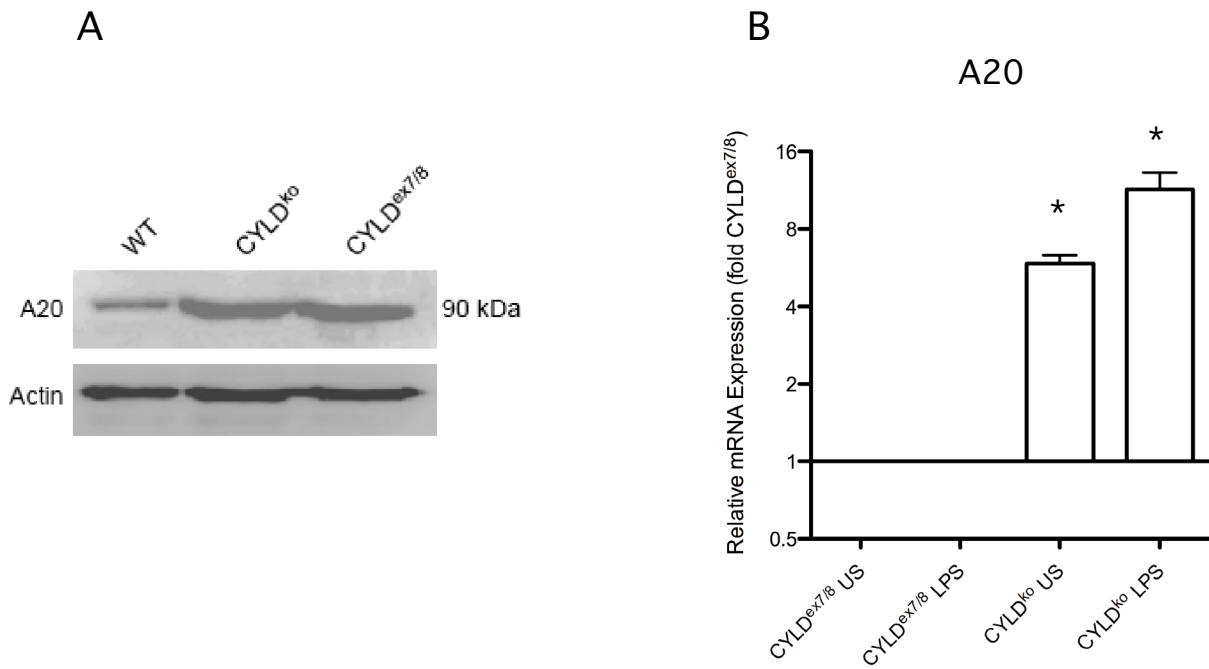 A
WT
CYLDko
CYLDex7/8
A20
90 kDa
Actin
B
A20
Relative mRNA Expression (fold CYLDex7/8)
16
8
4
2
1
0.5
*
*
CYLDex7/8 US
CYLDex7/8 LPS
CYLDko US
CYLDko LPS